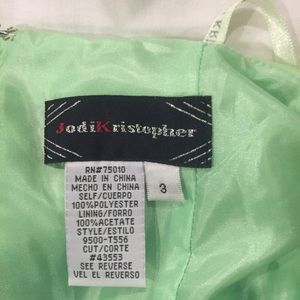 JodiKristopher
RN#75010
MADE IN CHINA
MECHO EN CHINA
SELF/CUERPO
100%POLYESTER
LINING/FORRO
100%ACETATE
STYLE/ESTILO
9500-T556
CUT/CORTE
#43553
SEE REVERSE
VEL EL REVERSO
3